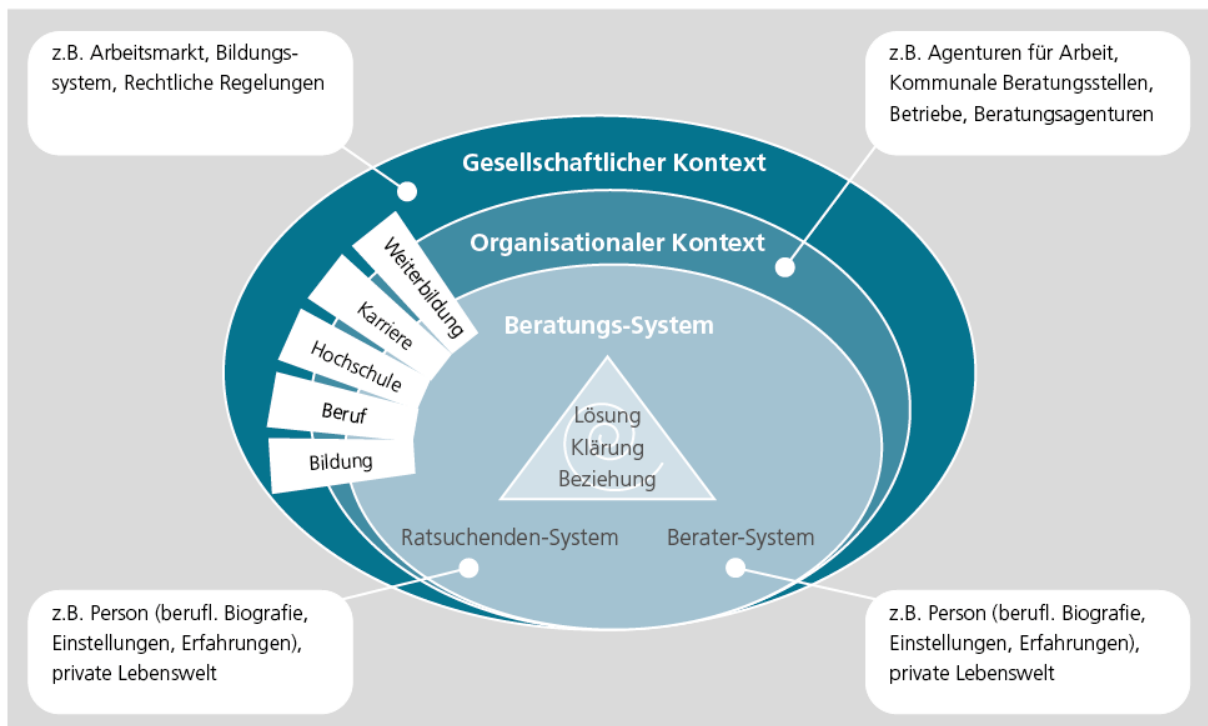 z.B. Arbeitsmarkt, Bildungs-
system, Rechtliche Regelungen
z.B. Agenturen für Arbeit,
Kommunale Beratungsstellen,
Betriebe, Beratungsagenturen
Gesellschaftlicher Kontext
Organisationaler Kontext
Beratungs-System
Weiterbildung
Karriere
Hochschule
Beruf
Bildung
Lösung
Klärung
Beziehung
Ratsuchenden-System
Berater-System
z.B. Person (berufl. Biografie,
Einstellungen, Erfahrungen),
private Lebenswelt
z.B. Person (berufl. Biografie,
Einstellungen, Erfahrungen),
private Lebenswelt